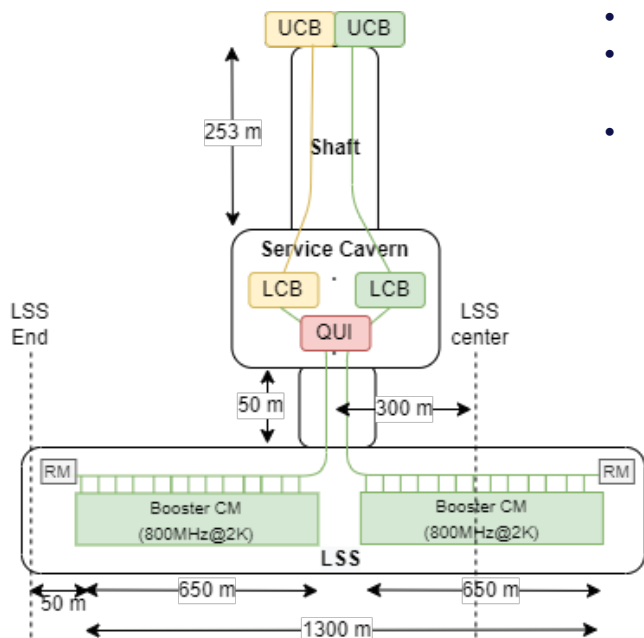 UCB UCB
253 m
Shaft
Service Cavern
LCB LCB
LSS
End
QUI
LSS
center
50 m
300 m
RM
RM
Booster CM
(800MHz@2K)
Booster CM
(800MHz@2K)
LSS
50 m
650 m
650 m
1300 m